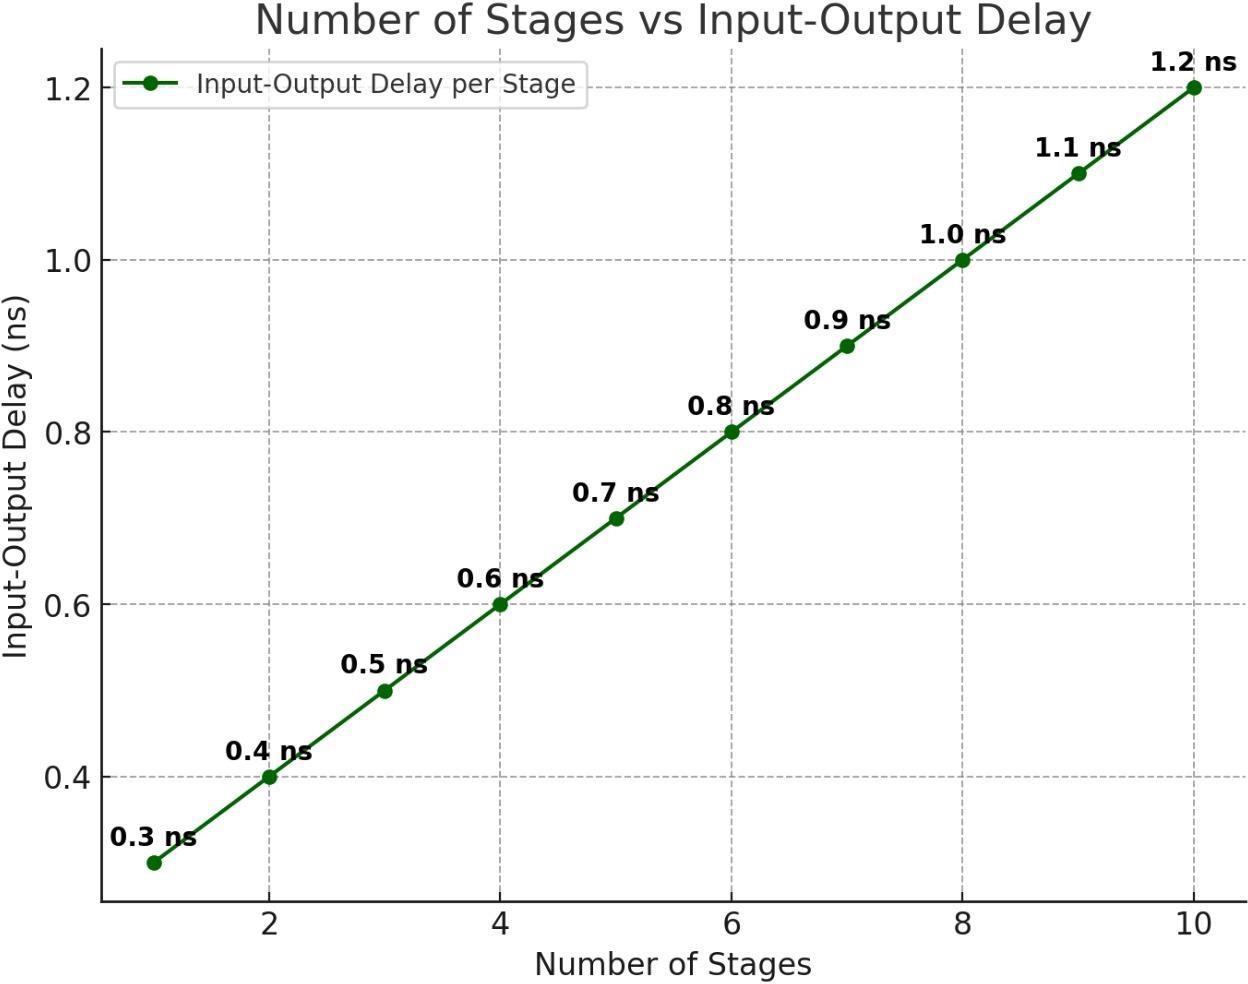 Number of Stages vs Input-Output Delay
Input-Output Delay per Stage
Input-Output Delay (ns)
1.2
1.0
0.8
0.6
0.4
0.3 ns
0.4 ns
0.5 ns
0.6 ns
0.7 ns
0.8 ns
0.9 ns
1.0 ns
1.1 ns
1.2 ns
2 4 6 8 10
Number of Stages